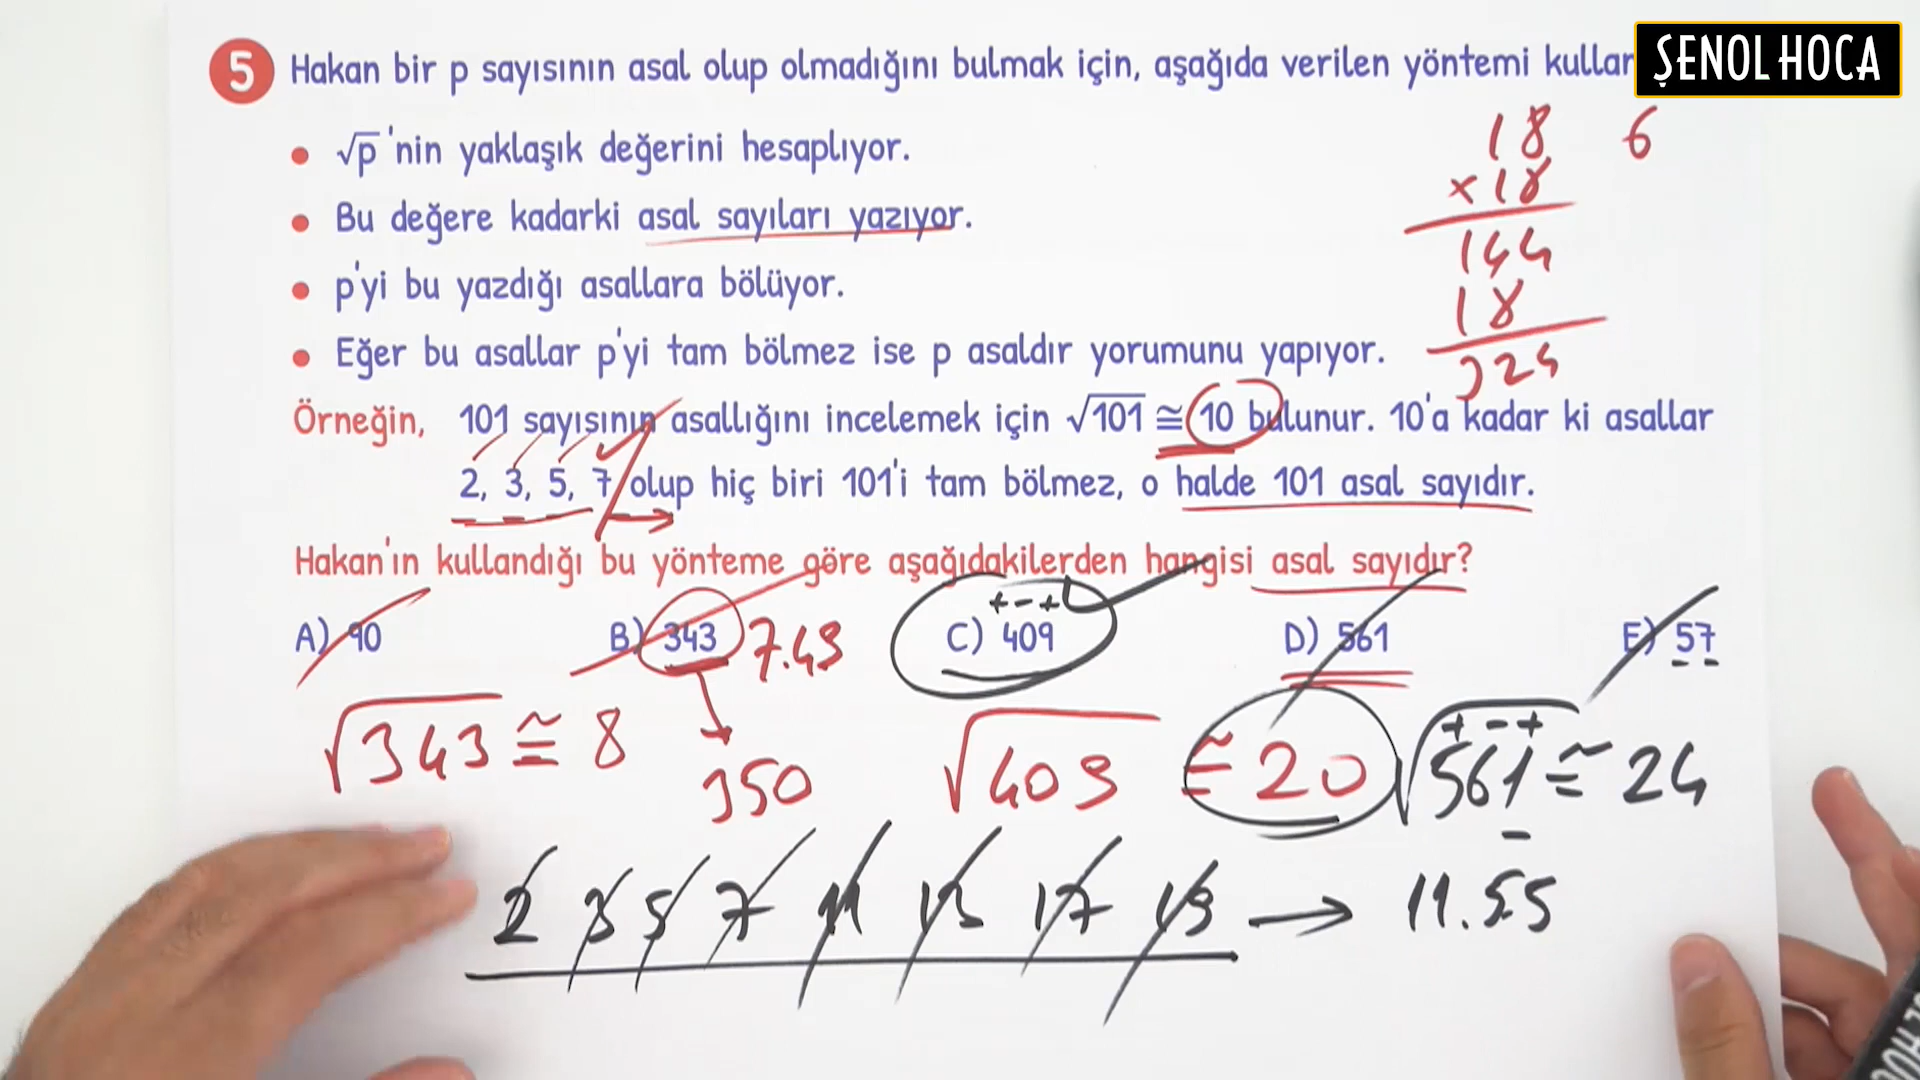 ŞENOL HOCA
5 Hakan bir p sayısının asal olup olmadığını bulmak için, aşağıda verilen yöntemi kullan
• √p 'nin yaklaşık değerini hesaplıyor.
• Bu değere kadarki asal sayıları yazıyor.
• p'yi bu yazdığı asallara bölüyor.
• Eğer bu asallar p'yi tam bölmez ise p asaldır yorumunu yapıyor.
18 6
x18
144
18
324
Örneğin, 101 sayısının asallığını incelemek için √101 ≅ 10 bulunur. 10'a kadar ki asallar
2, 3, 5, 7 olup hiç biri 101'i tam bölmez, o halde 101 asal sayıdır.
Hakan'ın kullandığı bu yönteme göre aşağıdakilerden hangisi asal sayıdır?
+ - +
A) 90 B) 343 7.49 C) 409 D) 561 E) 57
+ - +
√343 ≅ 8 350 √409 ≅ 20 √561 ≅ 24
2 3 5 7 11 13 17 19 → 11.55